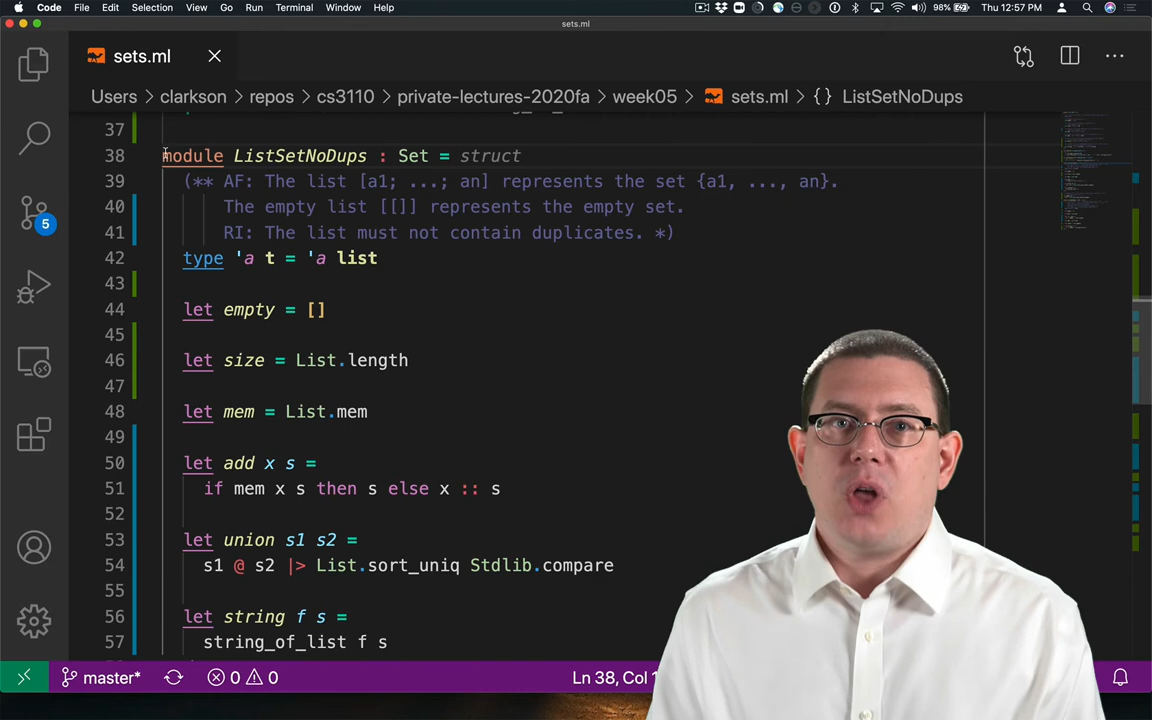 Code File Edit Selection View Go Run Terminal Window Help 98% Thu 12:57 PM
sets.ml
sets.ml
Users > clarkson > repos > cs3110 > private-lectures-2020fa > week05 > sets.ml > {} ListSetNoDups
37
38 module ListSetNoDups : Set = struct
39 (** AF: The list [a1; ...; an] represents the set {a1, ..., an}.
40 The empty list [[]] represents the empty set.
41 RI: The list must not contain duplicates. *)
42 type 'a t = 'a list
43
44 let empty = []
45
46 let size = List.length
47
48 let mem = List.mem
49
50 let add x s =
51 if mem x s then s else x :: s
52
53 let union s1 s2 =
54 s1 @ s2 |> List.sort_uniq Stdlib.compare
55
56 let string f s =
57 string_of_list f s
5
master* 0 0 Ln 38, Col 1